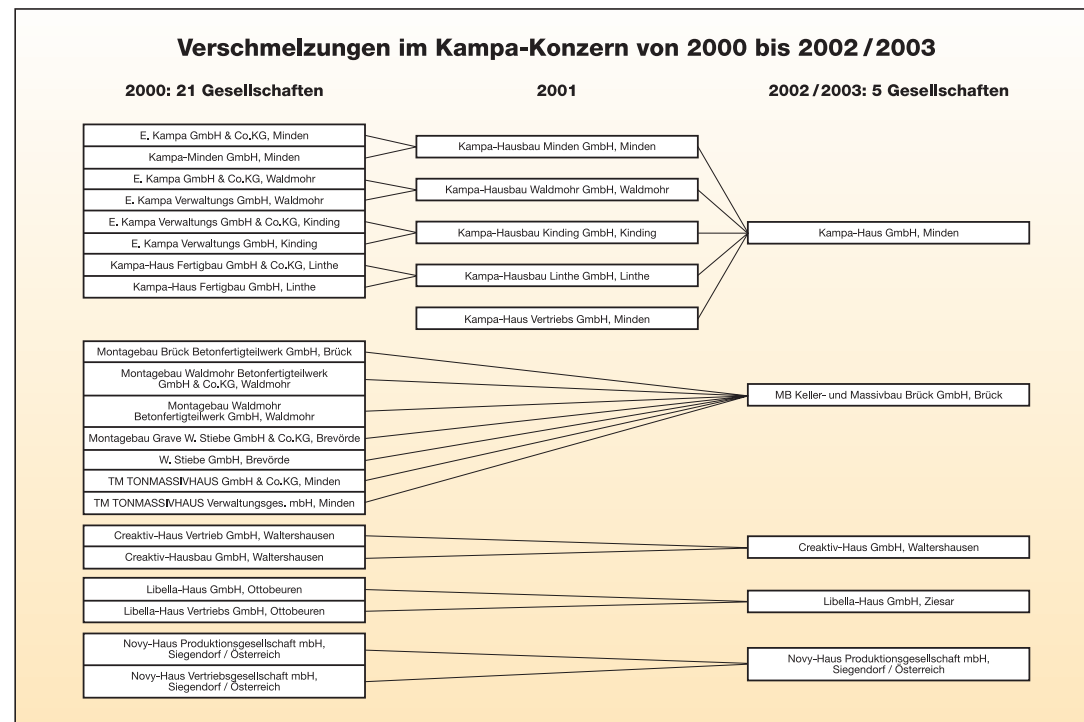 Verschmelzungen im Kampa-Konzern von 2000 bis 2002/2003
2000: 21 Gesellschaften
2001
2002/2003: 5 Gesellschaften
E. Kampa GmbH & Co.KG, Minden
Kampa-Minden GmbH, Minden
E. Kampa GmbH & Co.KG, Waldmohr
E. Kampa Verwaltungs GmbH, Waldmohr
E. Kampa Verwaltungs GmbH & Co.KG, Kinding
E. Kampa Verwaltungs GmbH, Kinding
Kampa-Haus Fertigbau GmbH & Co.KG, Linthe
Kampa-Haus Fertigbau GmbH, Linthe
Kampa-Hausbau Minden GmbH, Minden
Kampa-Hausbau Waldmohr GmbH, Waldmohr
Kampa-Hausbau Kinding GmbH, Kinding
Kampa-Hausbau Linthe GmbH, Linthe
Kampa-Haus Vertriebs GmbH, Minden
Kampa-Haus GmbH, Minden
Montagebau Brück Betonfertigteilwerk GmbH, Brück
Montagebau Waldmohr Betonfertigteilwerk
GmbH & Co.KG, Waldmohr
Montagebau Waldmohr
Betonfertigteilwerk GmbH, Waldmohr
Montagebau Grave W. Stiebe GmbH & Co.KG, Brevörde
W. Stiebe GmbH, Brevörde
TM TONMASSIVHAUS GmbH & Co.KG, Minden
TM TONMASSIVHAUS Verwaltungsges. mbH, Minden
MB Keller- und Massivbau Brück GmbH, Brück
Creaktiv-Haus Vertrieb GmbH, Waltershausen
Creaktiv-Hausbau GmbH, Waltershausen
Creaktiv-Haus GmbH, Waltershausen
Libella-Haus GmbH, Ottobeuren
Libella-Haus Vertriebs GmbH, Ottobeuren
Libella-Haus GmbH, Ziesar
Novy-Haus Produktionsgesellschaft mbH,
Siegendorf / Österreich
Novy-Haus Vertriebsgesellschaft mbH,
Siegendorf / Österreich
Novy-Haus Produktionsgesellschaft mbH,
Siegendorf / Österreich